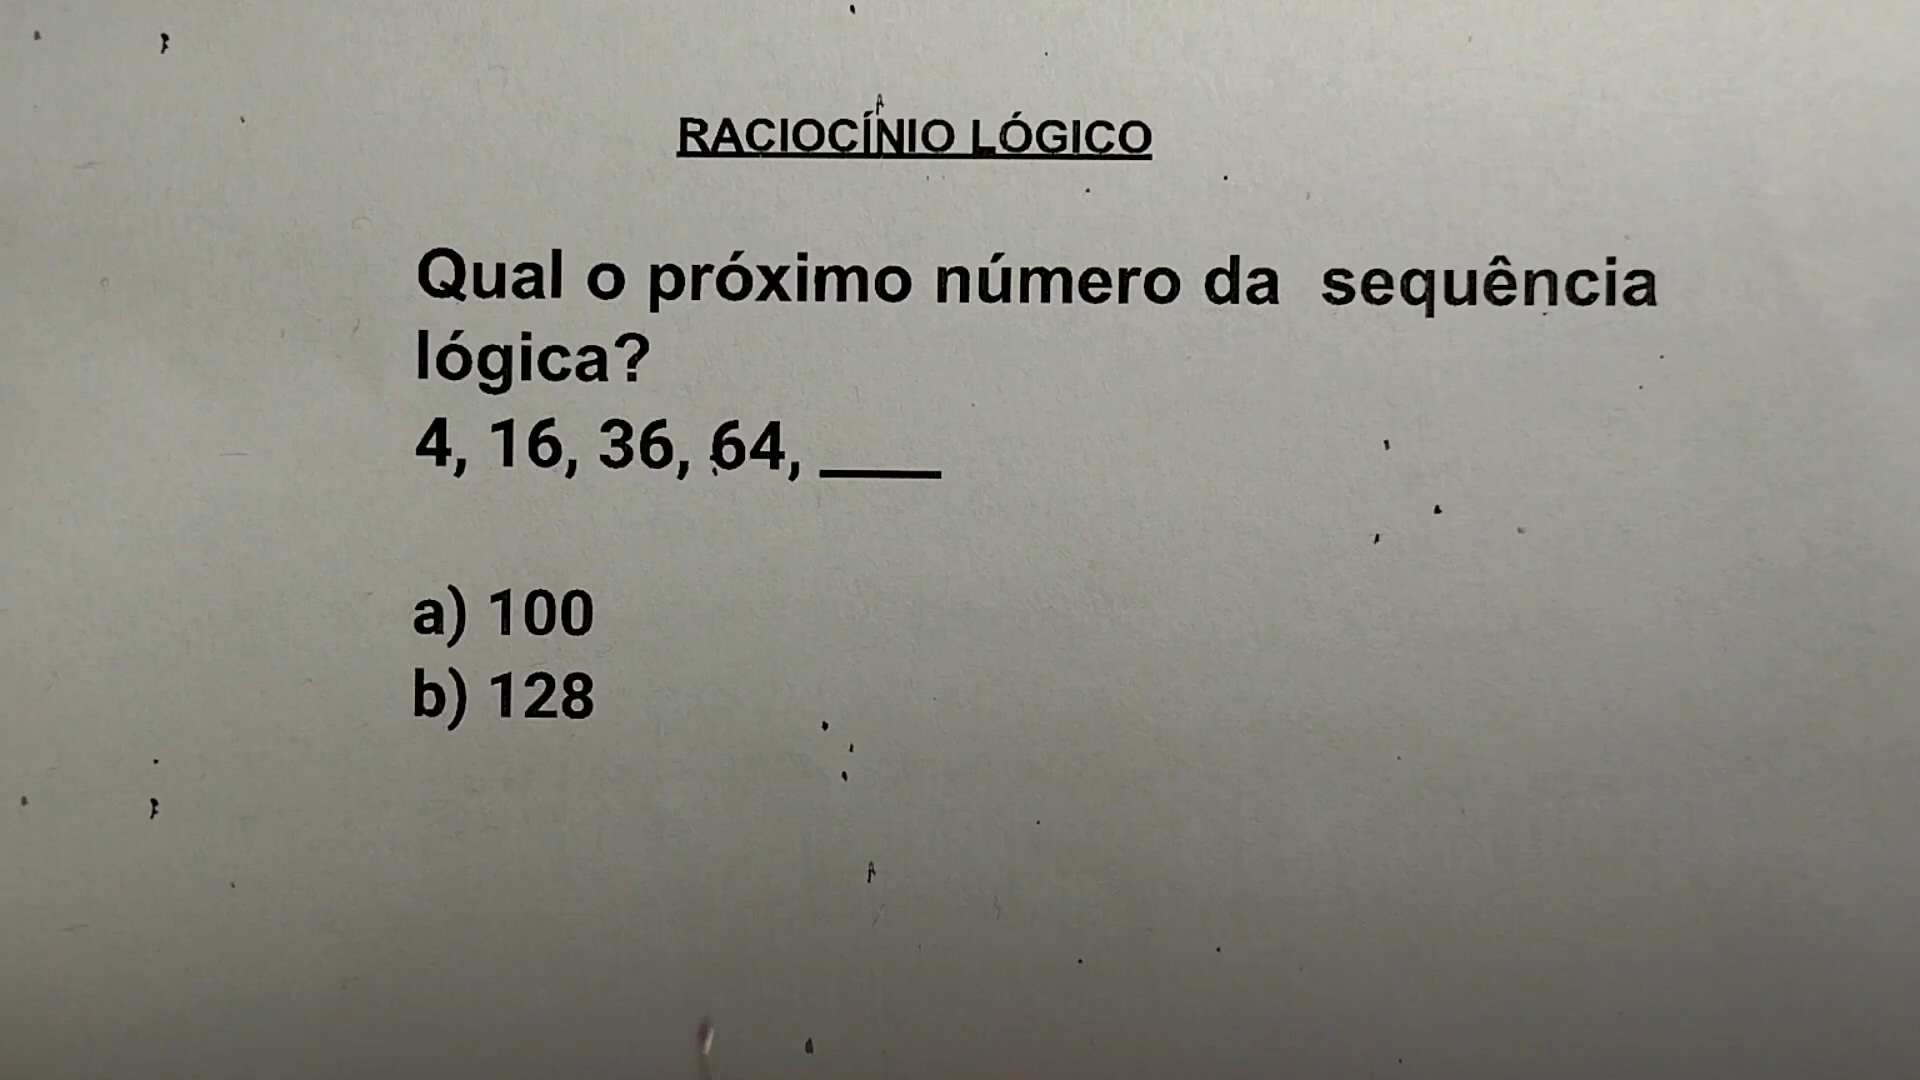 RACIOCÍNIO LÓGICO
Qual o próximo número da sequência
lógica?
4, 16, 36, 64, ____
a) 100
b) 128